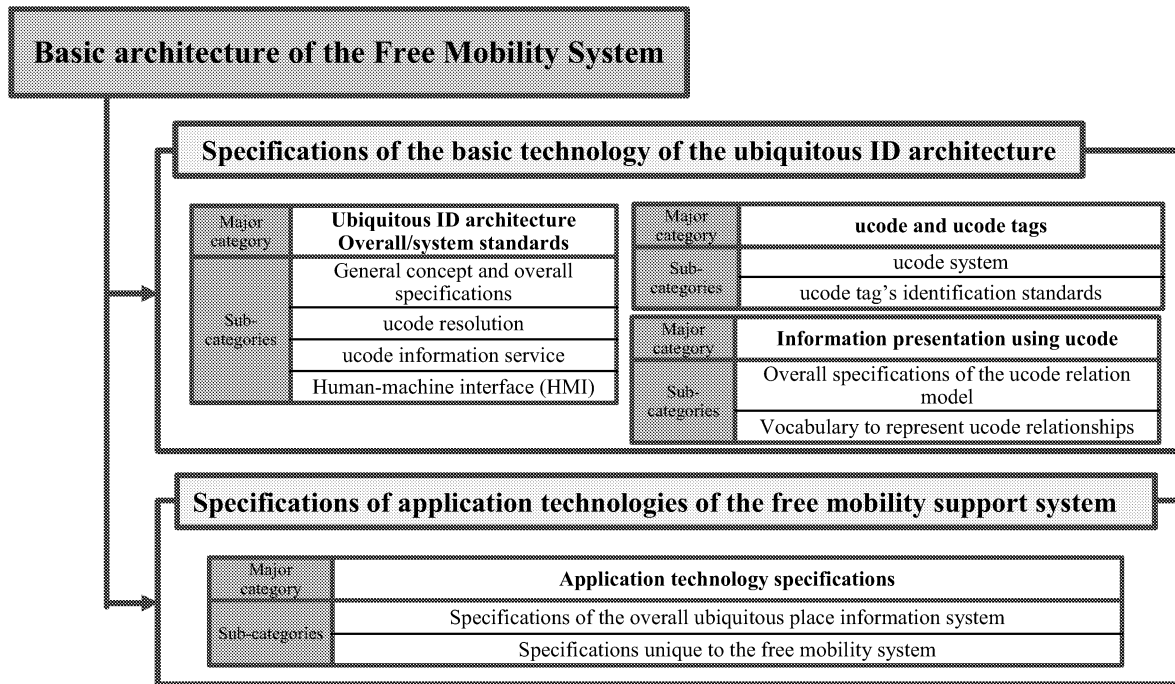 Basic architecture of the Free Mobility System
Specifications of the basic technology of the ubiquitous ID architecture
Major
category
Ubiquitous ID architecture
Overall/system standards
Sub-
categories
General concept and overall
specifications
ucode resolution
ucode information service
Human-machine interface (HMI)
Major
category
ucode and ucode tags
Sub-
categories
ucode system
ucode tag's identification standards
Major
category
Information presentation using ucode
Sub-
categories
Overall specifications of the ucode relation
model
Vocabulary to represent ucode relationships
Specifications of application technologies of the free mobility support system
Major
category
Application technology specifications
Sub-categories
Specifications of the overall ubiquitous place information system
Specifications unique to the free mobility system